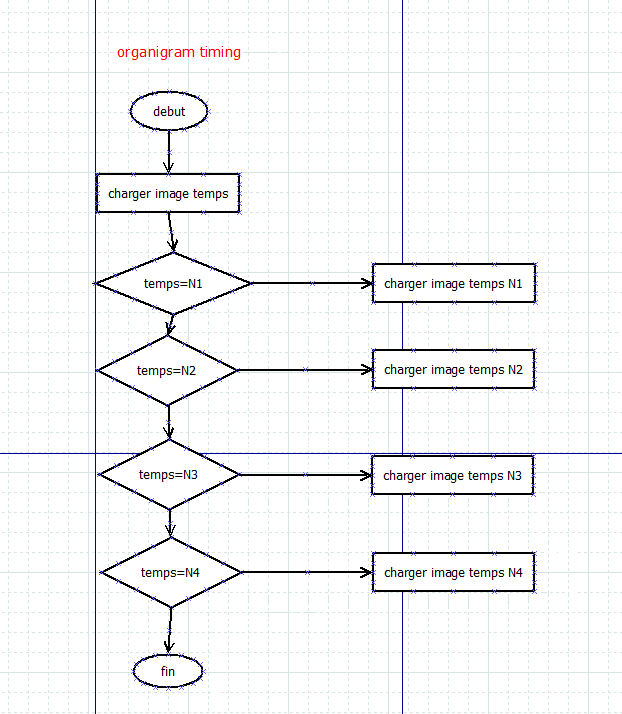 organigram timing
debut
charger image temps
temps=N1
charger image temps N1
temps=N2
charger image temps N2
temps=N3
charger image temps N3
temps=N4
charger image temps N4
fin